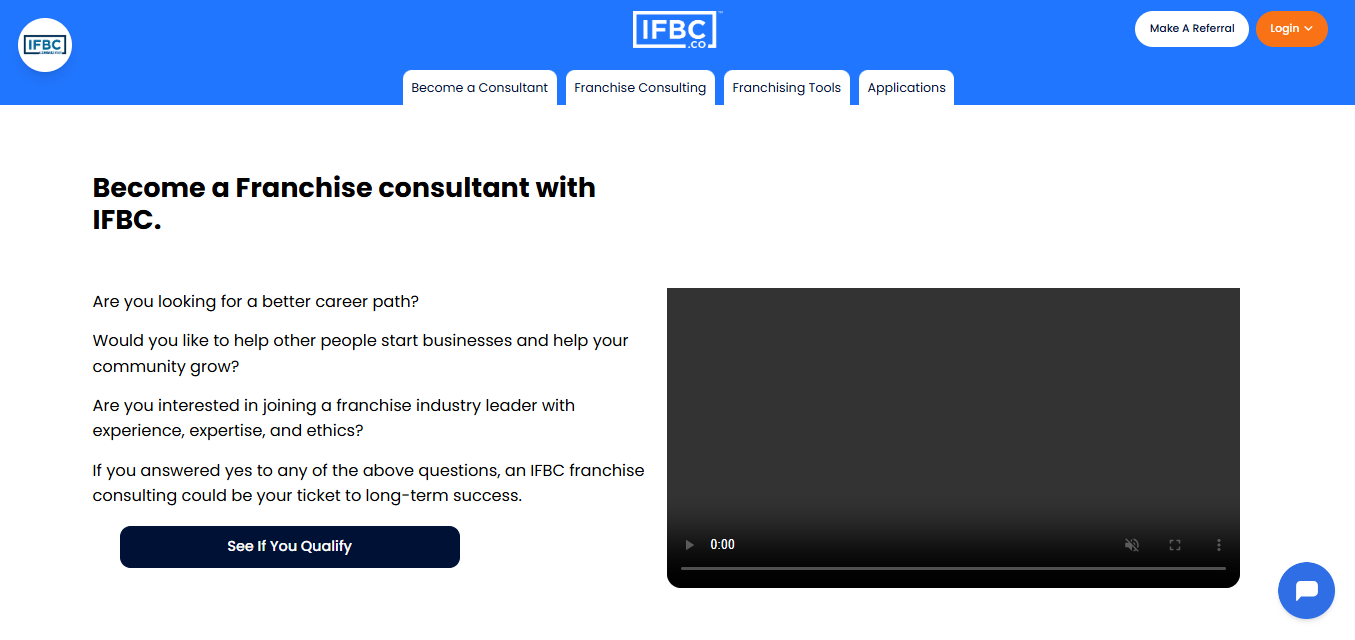 IFBC
IFBC
.CO
™
Make A Referral
Login
Become a Consultant
Franchise Consulting
Franchising Tools
Applications
Become a Franchise consultant with
IFBC.
Are you looking for a better career path?
Would you like to help other people start businesses and help your
community grow?
Are you interested in joining a franchise industry leader with
experience, expertise, and ethics?
If you answered yes to any of the above questions, an IFBC franchise
consulting could be your ticket to long-term success.
See If You Qualify
0:00